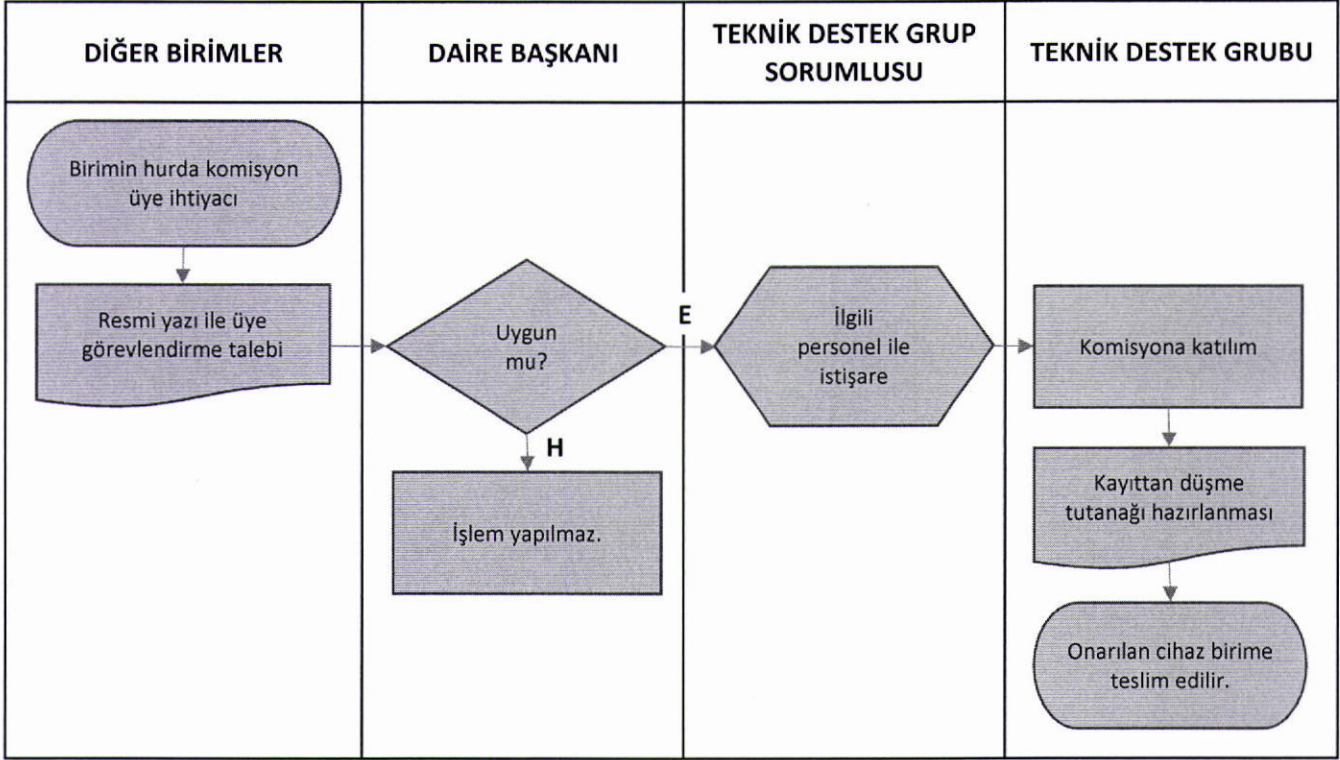 DİĞER BİRİMLER
DAİRE BAŞKANI
TEKNİK DESTEK GRUP
SORUMLUSU
TEKNİK DESTEK GRUBU
Birimin hurda komisyon
üye ihtiyacı
Resmi yazı ile üye
görevlendirme talebi
Uygun
mu?
E
H
İşlem yapılmaz.
İlgili
personel ile
istişare
Komisyona katılım
Kayıttan düşme
tutanağı hazırlanması
Onarılan cihaz birime
teslim edilir.